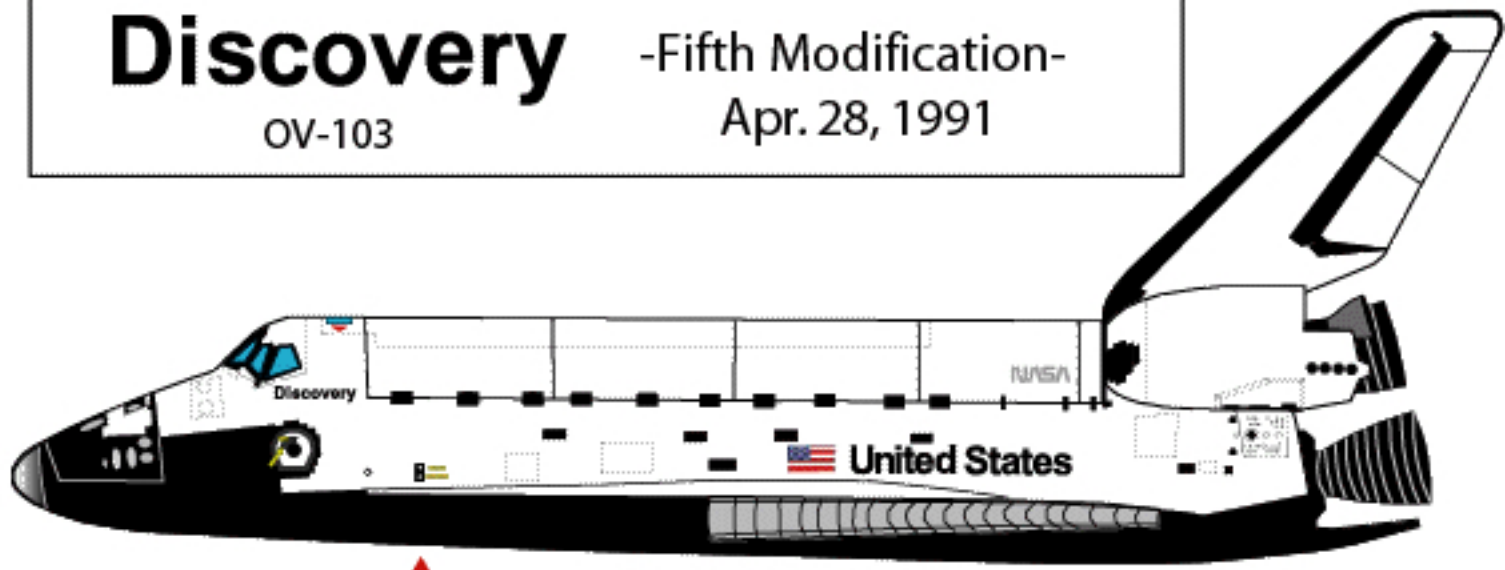 Discovery
OV-103
-Fifth Modification-
Apr. 28, 1991
Discovery
NASA
United States